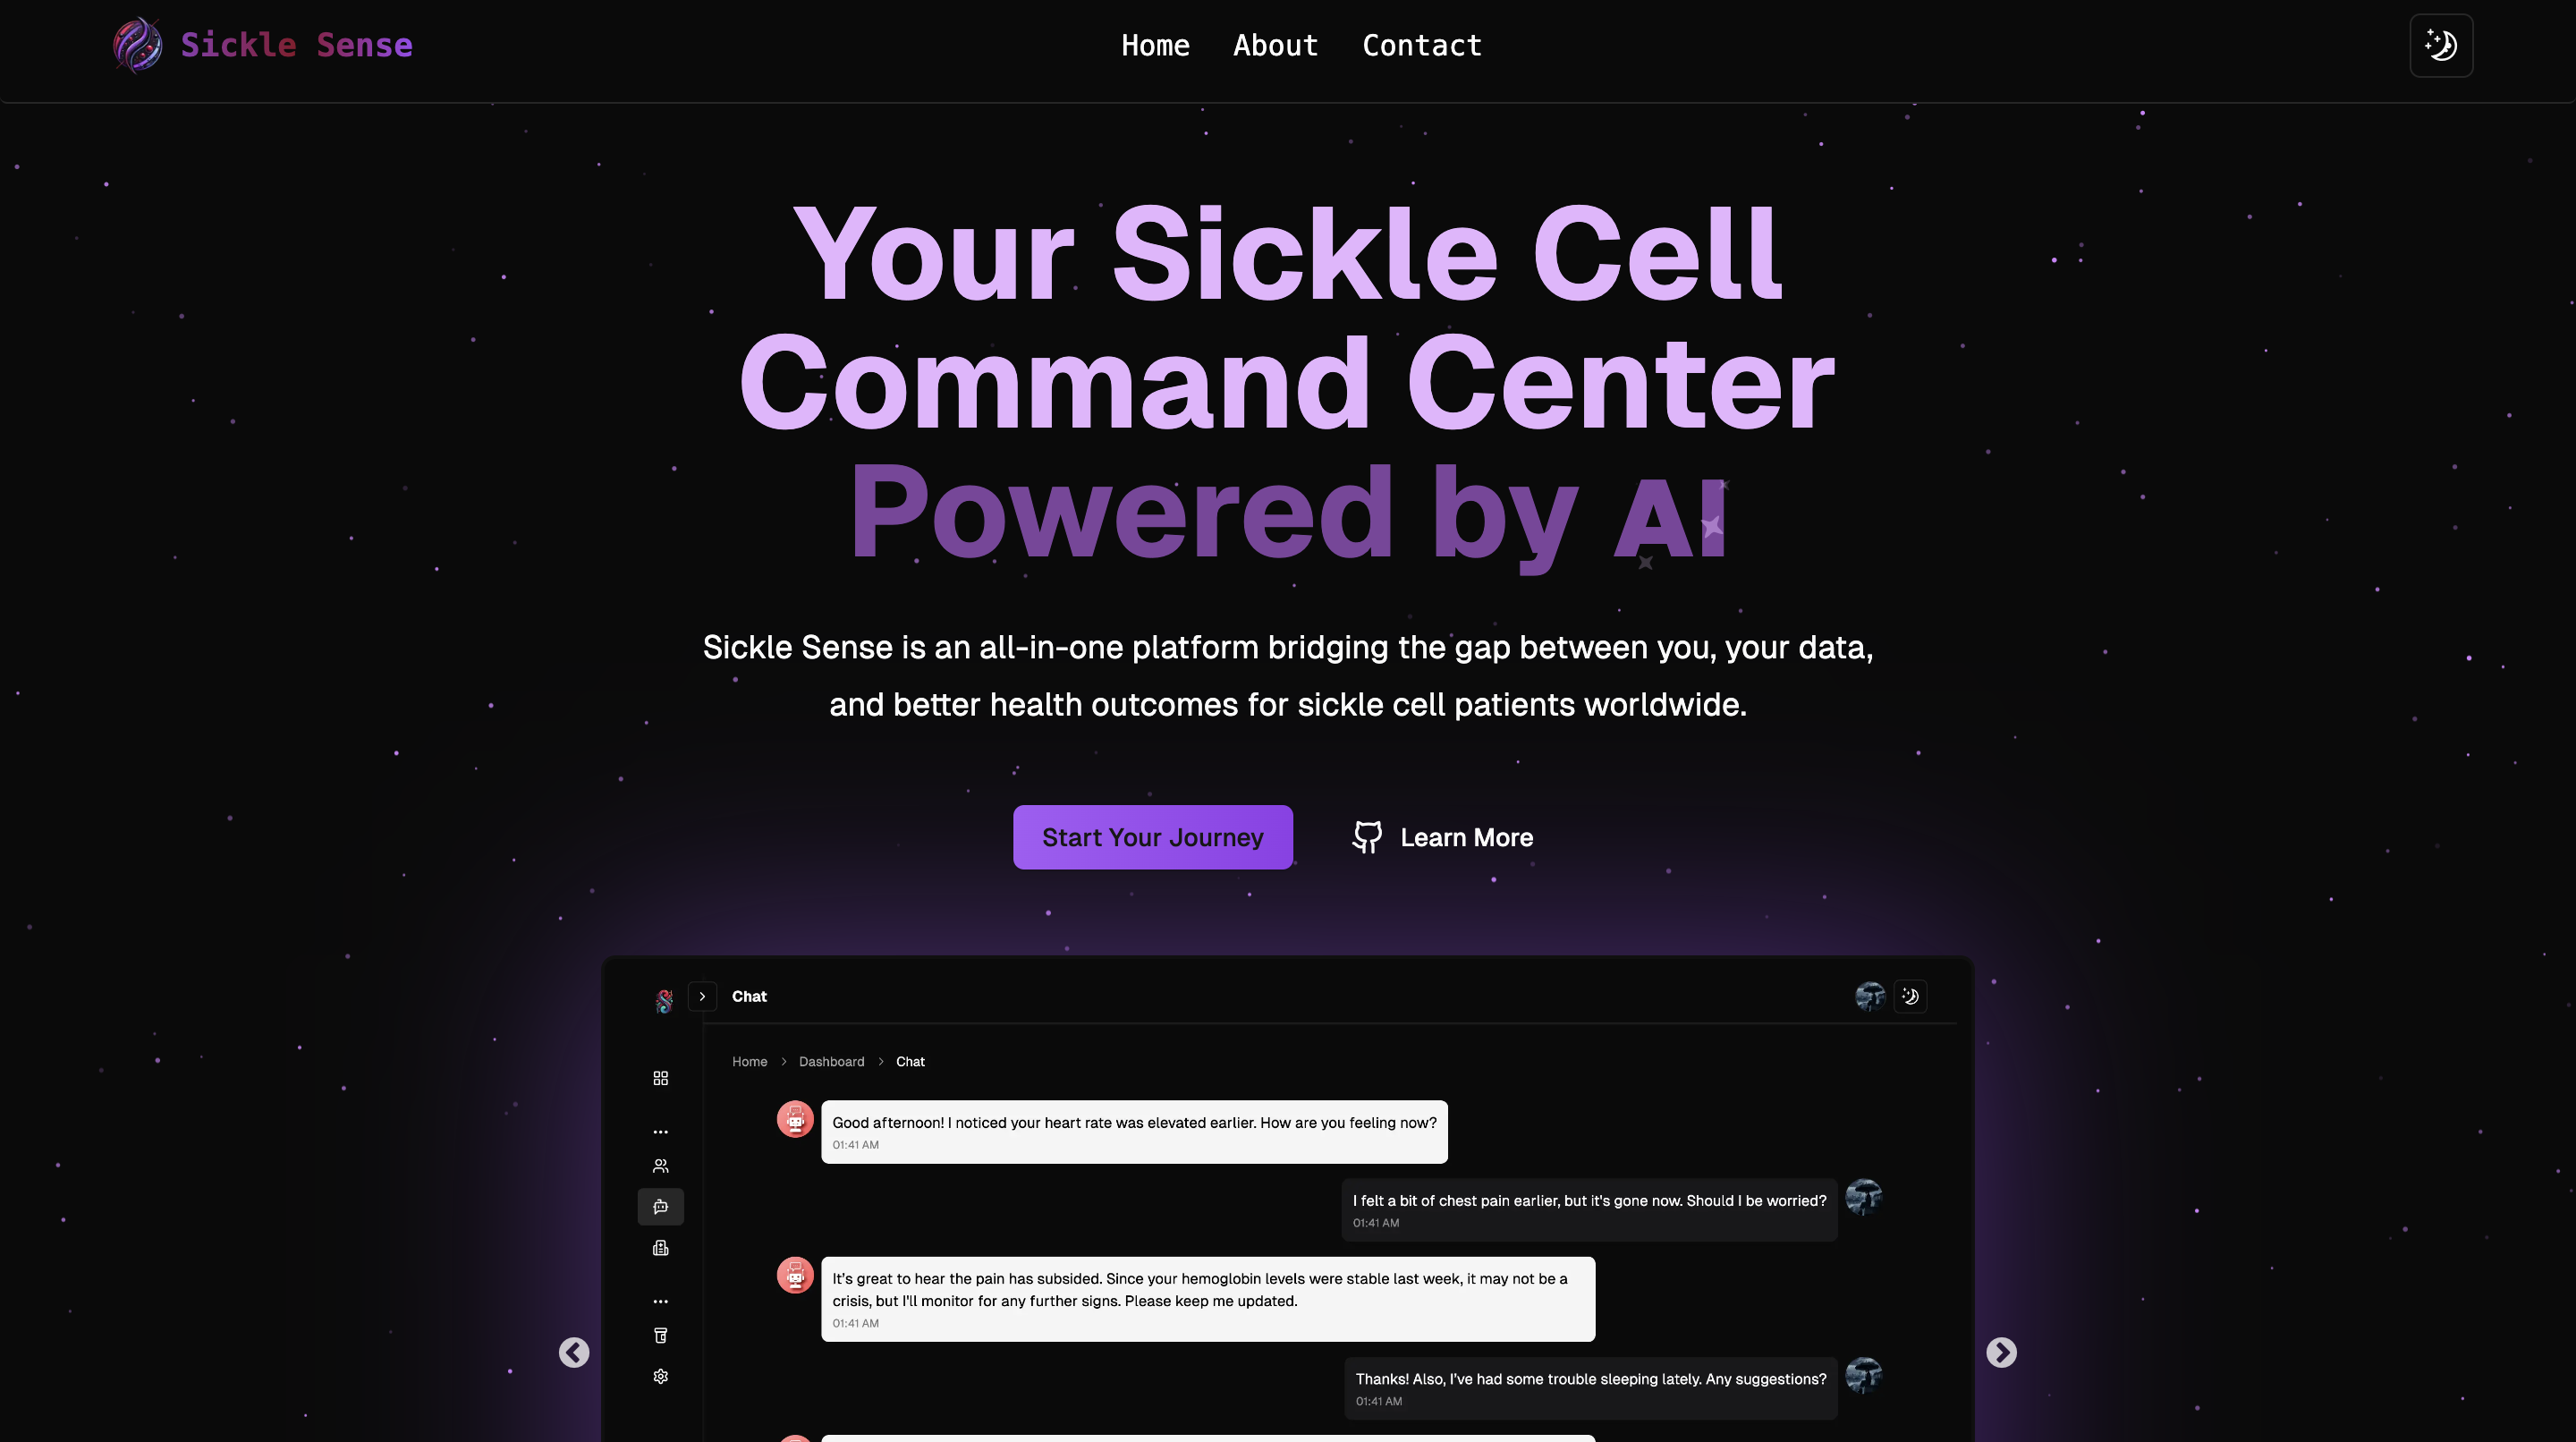 Sickle Sense
Home About Contact
Your Sickle Cell
Command Center
Powered by AI
Sickle Sense is an all-in-one platform bridging the gap between you, your data,
and better health outcomes for sickle cell patients worldwide.
Start Your Journey
Learn More
Chat
Home > Dashboard > Chat
Good afternoon! I noticed your heart rate was elevated earlier. How are you feeling now?
01:41 AM
I felt a bit of chest pain earlier, but it's gone now. Should I be worried?
01:41 AM
It's great to hear the pain has subsided. Since your hemoglobin levels were stable last week, it may not be a
crisis, but I'll monitor for any further signs. Please keep me updated.
01:41 AM
Thanks! Also, I've had some trouble sleeping lately. Any suggestions?
01:41 AM